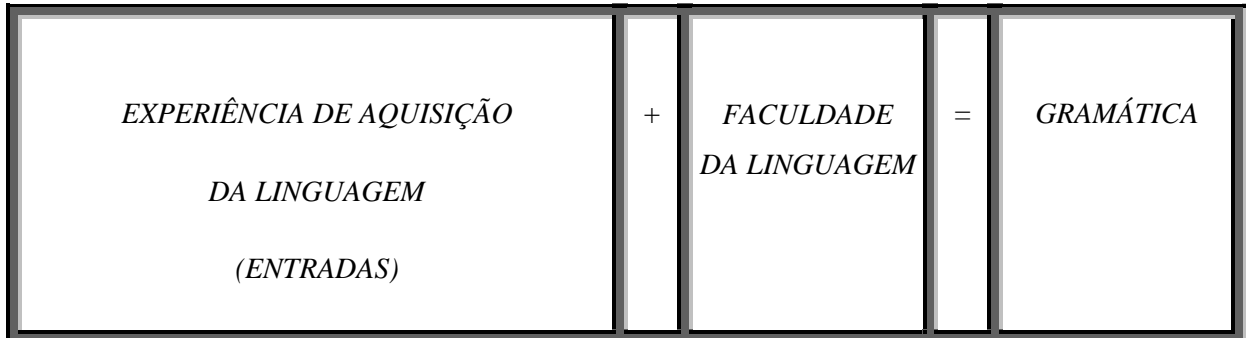 EXPERIÊNCIA DE AQUISIÇÃO
DA LINGUAGEM
(ENTRADAS)
+
FACULDADE
DA LINGUAGEM
=
GRAMÁTICA